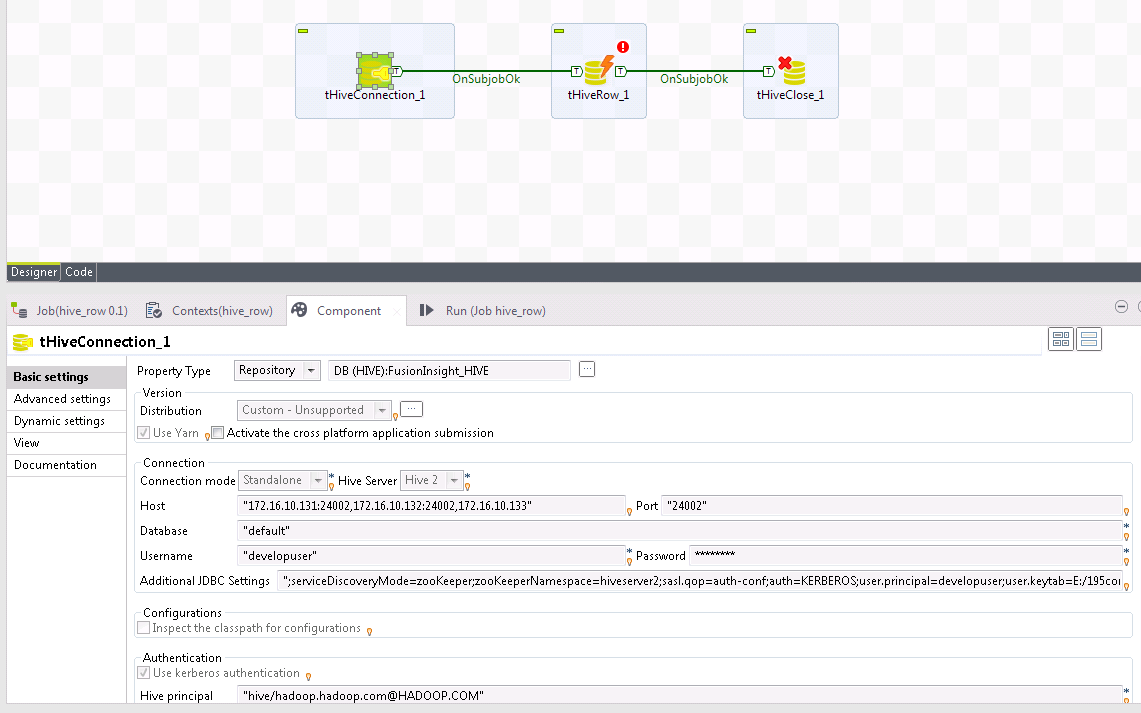 OnSubjobOk
OnSubjobOk
T T T T
tHiveConnection_1 tHiveRow_1 tHiveClose_1
Designer Code
Job(hive_row 0.1) Contexts(hive_row) Component Run (Job hive_row)
tHiveConnection_1
Basic settings
Advanced settings
Dynamic settings
View
Documentation
Property Type Repository DB (HIVE):FusionInsight_HIVE ...
Version
Distribution Custom - Unsupported ...
Use Yarn Activate the cross platform application submission
Connection
Connection mode Standalone * Hive Server Hive 2 *
Host "172.16.10.131:24002,172.16.10.132:24002,172.16.10.133" Port "24002"
Database "default" *
Username "developuser" * Password ******** *
Additional JDBC Settings ";serviceDiscoveryMode=zooKeeper;zooKeeperNamespace=hiveserver2;sasl.qop=auth-conf;auth=KERBEROS;user.principal=developuser;user.keytab=E:/195con
Configurations
Inspect the classpath for configurations
Authentication
Use kerberos authentication
Hive principal "hive/hadoop.hadoop.com@HADOOP.COM" *